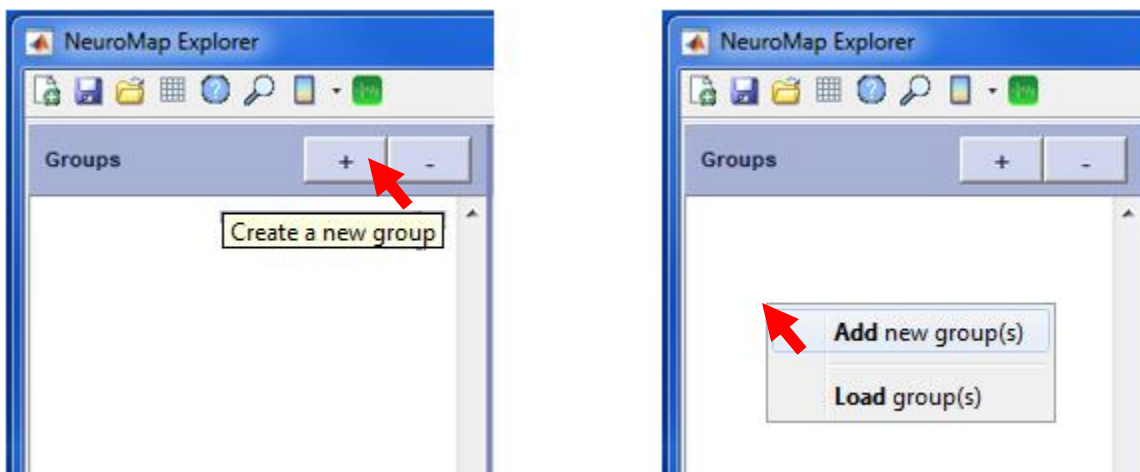 NeuroMap Explorer
Groups + -
Create a new group
NeuroMap Explorer
Groups + -
Add new group(s)
Load group(s)